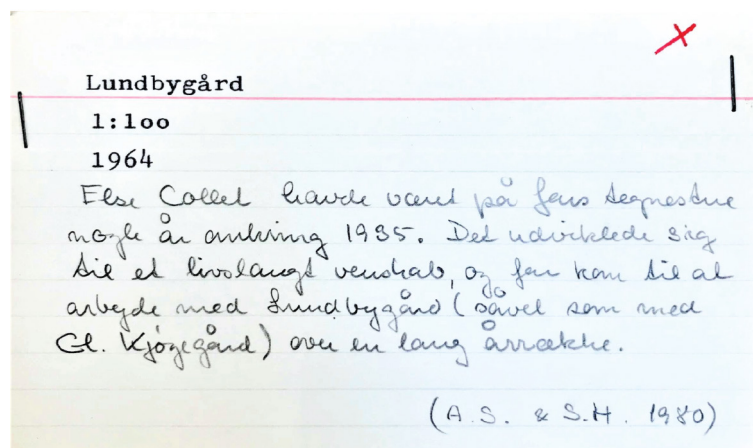 Lundbygård
1:1oo
1964
Else Collet havde været på fars tegnestue
nogle år omkring 1935. Det udviklede sig
til et livslangt venskab, og far kom til at
arbejde med Lundbygård (såvel som med
Gl. Kjøgegård) over en lang årrække.
(A.S. & S.H. 1980)